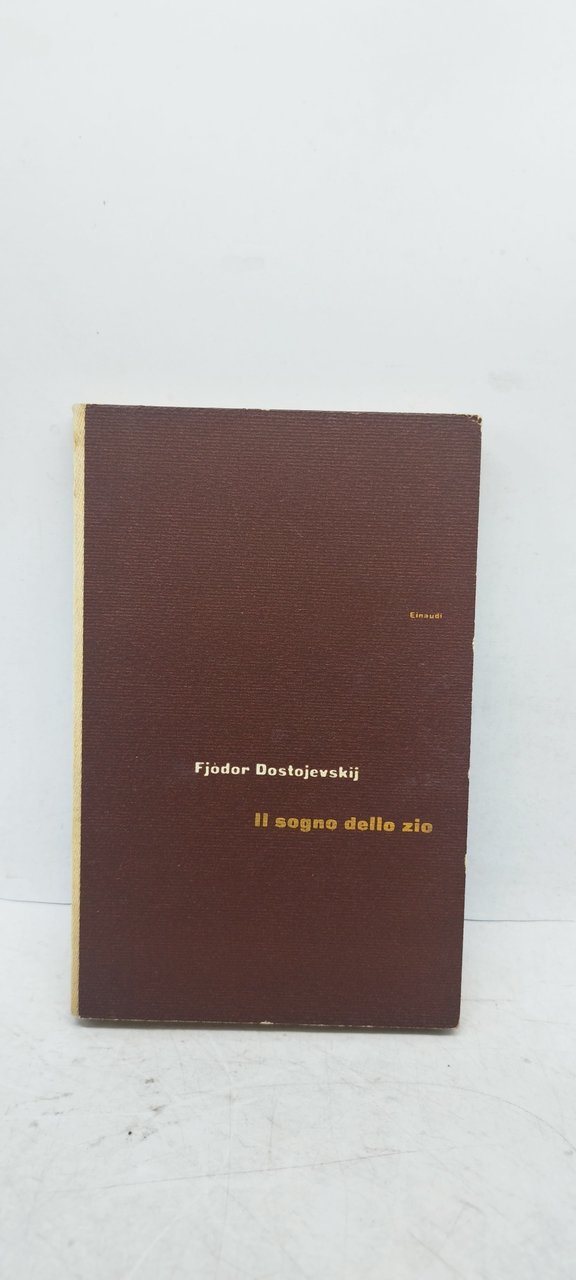 Einaudi
Fjòdor Dostojevskij
Il sogno dello zio